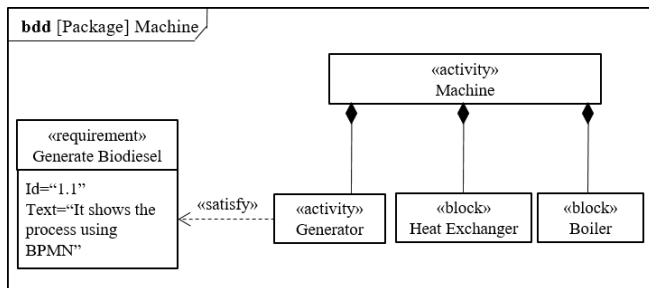 bdd [Package] Machine
«activity»
Machine
«requirement»
Generate Biodiesel
Id=“1.1”
Text=“It shows the
process using
BPMN”
«satisfy»
«activity»
Generator
«block»
Heat Exchanger
«block»
Boiler